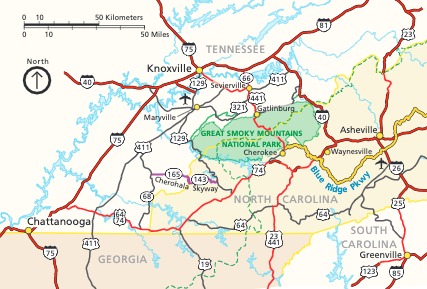 0 10 50 Kilometers
0 10 50 Miles
North
TENNESSEE
75
81
23
Knoxville
40
66
411
Sevierville
441
321
Gatlinburg
129
Maryville
40
GREAT SMOKY MOUNTAINS
NATIONAL PARK
Asheville
75
411
129
Cherokee
Waynesville
74
Blue Ridge Pkwy
26
165
143
Cherohala Skyway
68
NORTH CAROLINA
25
64
64
74
Chattanooga
74
SOUTH
CAROLINA
75
411
23
441
GEORGIA
19
Greenville
123
85